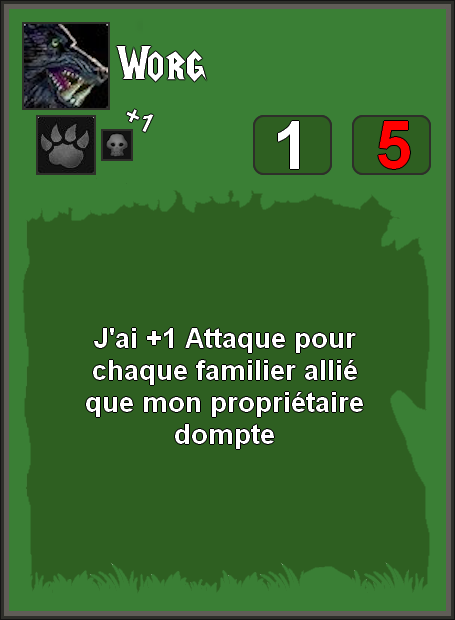 Worg
+1
1 5
J'ai +1 Attaque pour
chaque familier allié
que mon propriétaire
dompte